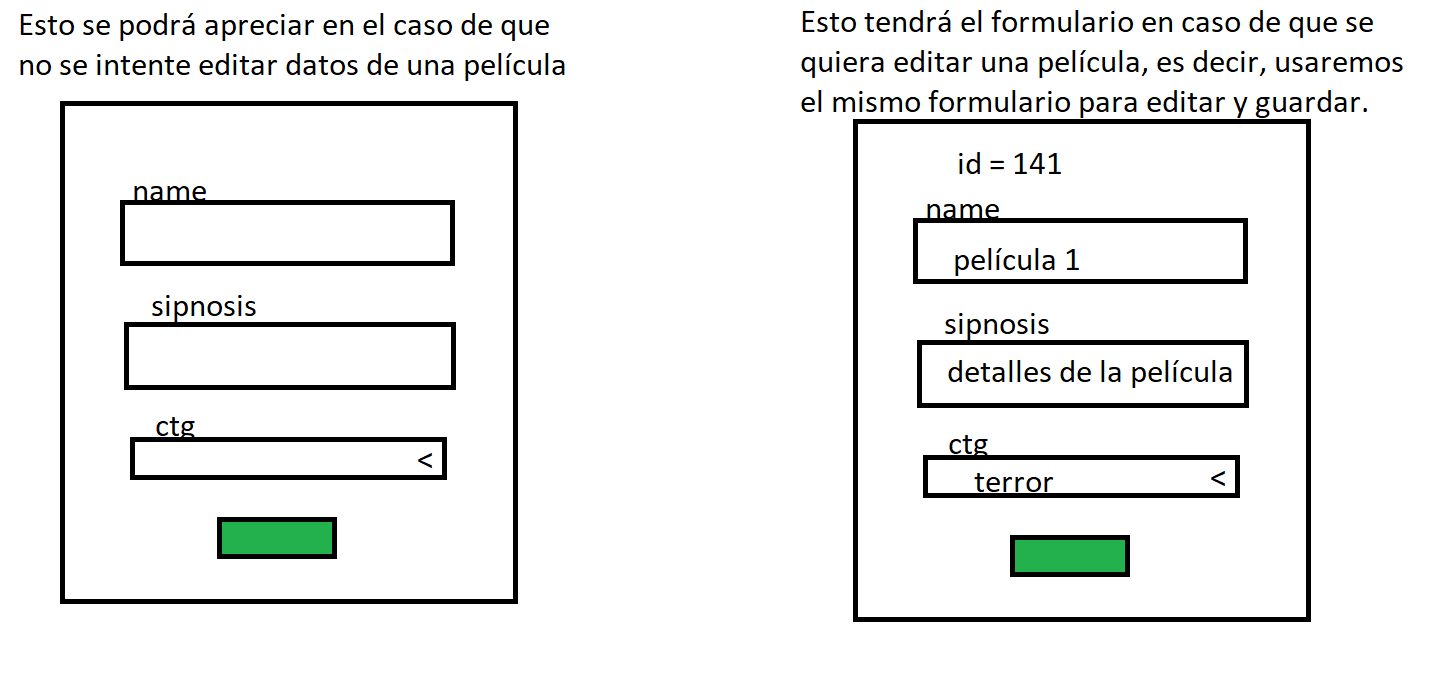 Esto se podrá apreciar en el caso de que
no se intente editar datos de una película
name
sipnosis
ctg
<
Esto tendrá el formulario en caso de que se
quiera editar una película, es decir, usaremos
el mismo formulario para editar y guardar.
id = 141
name
película 1
sipnosis
detalles de la película
ctg
terror <